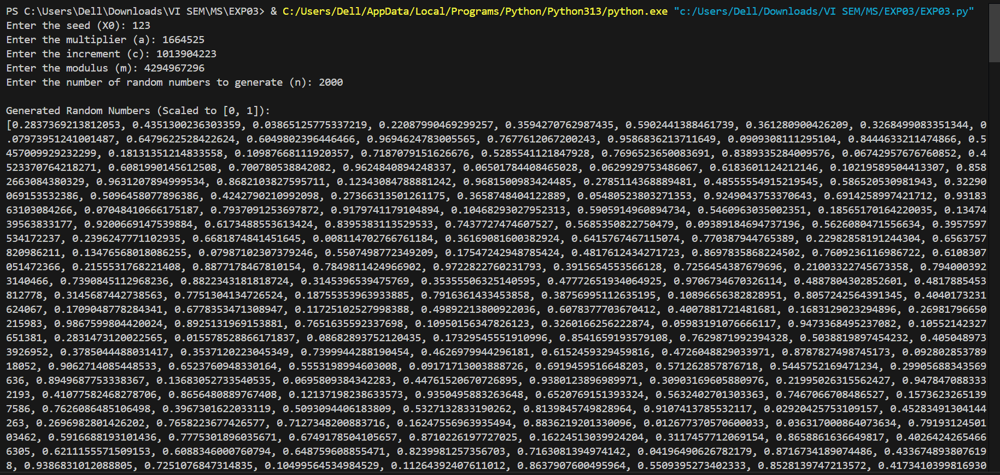 PS C:\Users\Dell\Downloads\VI SEM\MS\EXP03> & C:/Users/Dell/AppData/Local/Programs/Python/Python313/python.exe "c:/Users/Dell/Downloads/VI SEM/MS/EXP03/EXP03.py"
Enter the seed (X0): 123
Enter the multiplier (a): 1664525
Enter the increment (c): 1013904223
Enter the modulus (m): 4294967296
Enter the number of random numbers to generate (n): 2000
Generated Random Numbers (Scaled to [0, 1]):
[0.2837369213812053, 0.4351300236303359, 0.03865125775337219, 0.22087990469299257, 0.3594270762987435, 0.5902441388461739, 0.361280900426209, 0.3268499083351344, 0
.07973951241001487, 0.6479622528422624, 0.6049802396446466, 0.9694624783005565, 0.7677612067200243, 0.9586836213711649, 0.0909308111295104, 0.8444633211474866, 0.5
457009929232299, 0.18131351214833558, 0.10987668111920357, 0.7187079151626676, 0.5285541121847928, 0.7696523650083691, 0.8389335284009576, 0.06742957676760852, 0.4
523370764218271, 0.6081990145612508, 0.700780538842082, 0.9624840894248337, 0.06501784408465028, 0.0629929753486067, 0.6183601124212146, 0.10219589504413307, 0.858
2663084380329, 0.9631207894999534, 0.8682103827595711, 0.12343084788881242, 0.9681500983424485, 0.2785114368889481, 0.48555554915219545, 0.586520530981943, 0.32290
069153532386, 0.5096458077896386, 0.4242790210992098, 0.27366313501261175, 0.3658748404122889, 0.05480523803271353, 0.9249043753370643, 0.6914258997421712, 0.93183
63103084266, 0.07048410666175187, 0.7937091253697872, 0.9179741179104894, 0.10468293027952313, 0.5905914960894734, 0.5460963035002351, 0.18565170164220035, 0.13474
39563833177, 0.9200669147539884, 0.6173488553613424, 0.8395383113529533, 0.7437727474607527, 0.5685350822750479, 0.09389184694737196, 0.5626080471556634, 0.3957597
534172237, 0.2396247771102935, 0.6681874841451645, 0.008114702766761184, 0.36169081600382924, 0.6415767467115074, 0.770387944765389, 0.22982858191244304, 0.6563757
820986211, 0.13476568018086255, 0.07987102307379246, 0.5507498772349209, 0.17547242948785424, 0.4817612434271723, 0.8697835868224502, 0.7609236116986722, 0.6108307
051472366, 0.2155531768221408, 0.8877178467810154, 0.7849811424966902, 0.9722822760231793, 0.3915654553566128, 0.7256454387679696, 0.21003322745673358, 0.794000392
3140466, 0.7390845112968236, 0.8822343181818724, 0.3145396539475769, 0.35355506325140595, 0.47772651934064925, 0.9706734670326114, 0.4887804302852601, 0.4817885453
812778, 0.3145687442738563, 0.7751304134726524, 0.18755353963933885, 0.7916361433453858, 0.38756995112635195, 0.10896656382828951, 0.8057242564391345, 0.4040173231
624067, 0.1709048778284341, 0.6778353471308947, 0.11725102527998388, 0.49892213800922036, 0.6078377703670412, 0.4007881721481681, 0.1683129023294896, 0.26981796650
215983, 0.9867599804420024, 0.8925131969153881, 0.7651635592337698, 0.10950156347826123, 0.3260166256222874, 0.05983191076666117, 0.9473368495237082, 0.10552142327
651381, 0.2831473120022565, 0.015578528866171837, 0.08682893752120435, 0.17329545551910996, 0.8541659193579108, 0.7629871992394328, 0.5038819897454232, 0.405048973
3926952, 0.3785044488031417, 0.3537120223045349, 0.7399944288190454, 0.4626979944296181, 0.6152459329459816, 0.4726048829033971, 0.8787827498745173, 0.092802853789
18052, 0.9062714085448533, 0.6523760948330164, 0.5553198994603008, 0.09171713003888726, 0.6919459516648203, 0.571262857876718, 0.5445752169471234, 0.29905688343569
636, 0.8949687753338367, 0.13683052733540535, 0.0695809384342283, 0.44761520670726895, 0.9380123896989971, 0.30903169605880976, 0.21995026315562427, 0.947847088333
2193, 0.41077582468278706, 0.8656480889767408, 0.12137198238633573, 0.9350495883263648, 0.6520769151393324, 0.5632402701303363, 0.7467066708486527, 0.1573623265139
7586, 0.7626086485106498, 0.3967301622033119, 0.5093094406183809, 0.5327132833190262, 0.8139845749828964, 0.9107413785532117, 0.02920425753109157, 0.45283491304144
263, 0.2696982801426202, 0.7658223677426577, 0.7127348200883716, 0.16247556963935494, 0.8836219201330096, 0.012677370570600033, 0.036317000864073634, 0.79193124501
03462, 0.5916688193101436, 0.7775301896035671, 0.6749178504105657, 0.8710226197727025, 0.16224513039924204, 0.3117457712069154, 0.8658861636649817, 0.4026424265466
6305, 0.6211155571509153, 0.6088346000760794, 0.648759608855471, 0.8239981257356703, 0.7163081394974142, 0.04196490626782179, 0.8716734189074486, 0.433674893807619
8, 0.9386831012088805, 0.7251076847314835, 0.10499564534984529, 0.11264392407611012, 0.8637907600495964, 0.5509395273402333, 0.8528139747213572, 0.4173410399816930